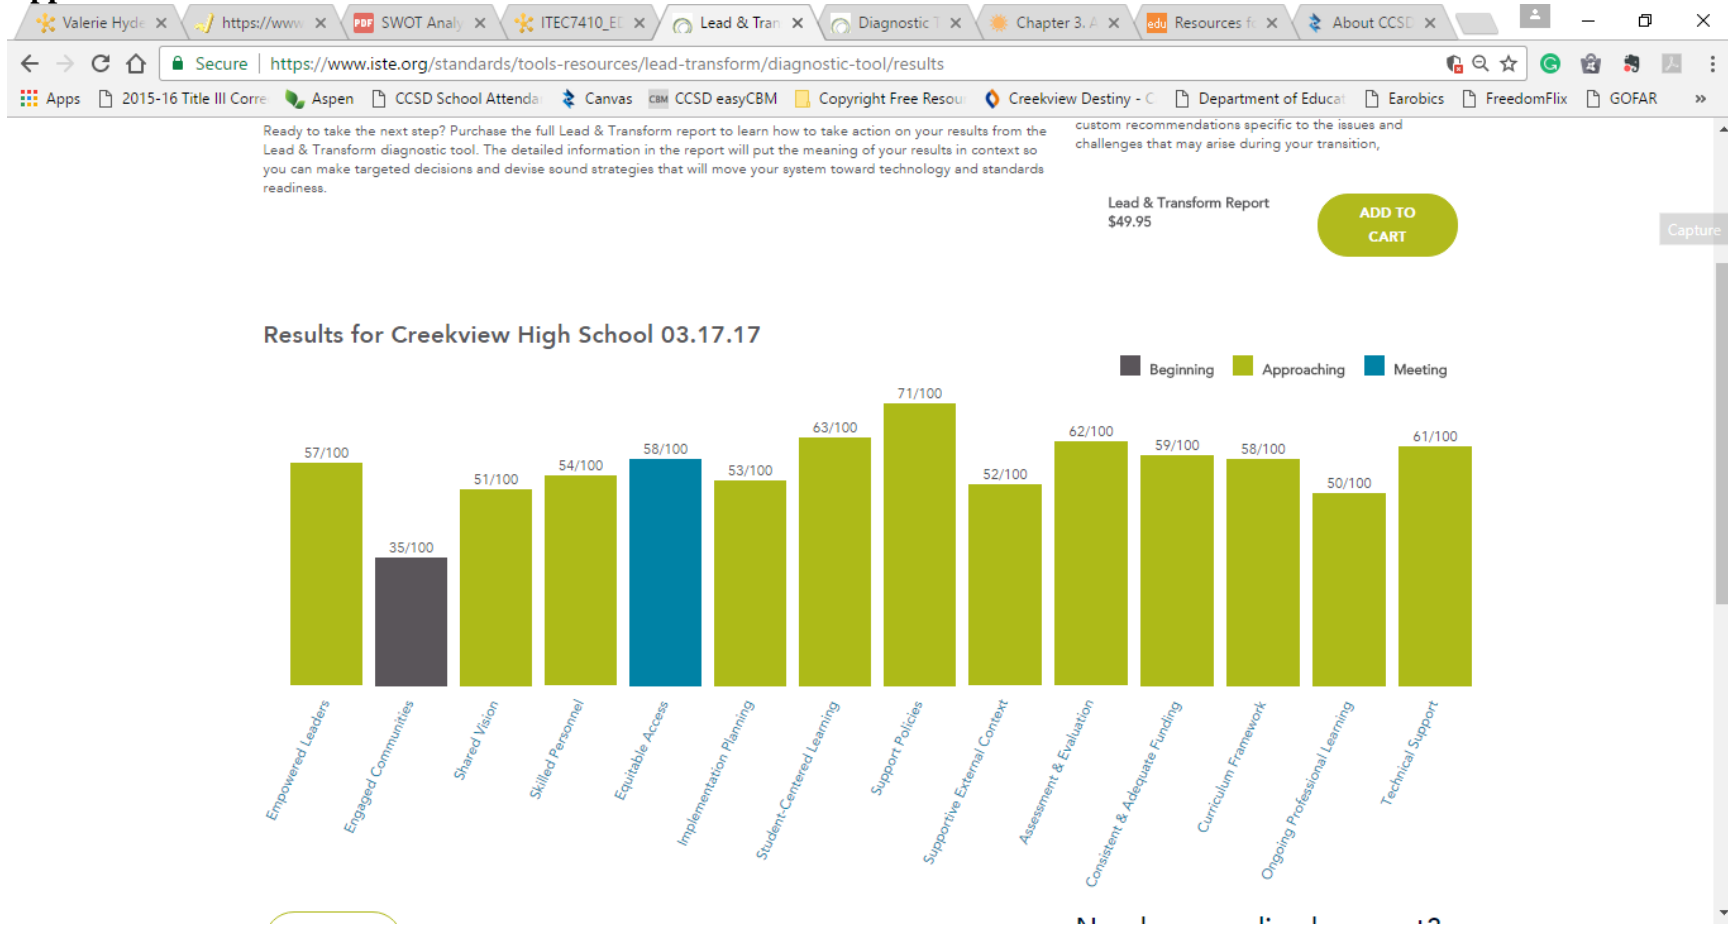 Valerie Hyde
https://www
PDF SWOT Analy
ITEC7410_ED
Lead & Tran
Diagnostic T
Chapter 3. A
edu Resources fo
About CCSD
Secure | https://www.iste.org/standards/tools-resources/lead-transform/diagnostic-tool/results
Apps
2015-16 Title III Corre
Aspen
CCSD School Attenda
Canvas
CBM CCSD easyCBM
Copyright Free Resou
Creekview Destiny - C
Department of Educat
Earobics
FreedomFlix
GOFAR
»
Ready to take the next step? Purchase the full Lead & Transform report to learn how to take action on your results from the
Lead & Transform diagnostic tool. The detailed information in the report will put the meaning of your results in context so
you can make targeted decisions and devise sound strategies that will move your system toward technology and standards
readiness.
custom recommendations specific to the issues and
challenges that may arise during your transition,
Lead & Transform Report
$49.95
ADD TO
CART
Capture
Results for Creekview High School 03.17.17
Beginning
Approaching
Meeting
57/100
35/100
51/100
54/100
58/100
53/100
63/100
71/100
52/100
62/100
59/100
58/100
50/100
61/100
Empowered Leaders
Engaged Communities
Shared Vision
Skilled Personnel
Equitable Access
Implementation Planning
Student-Centered Learning
Support Policies
Supportive External Context
Assessment & Evaluation
Consistent & Adequate Funding
Curriculum Framework
Ongoing Professional Learning
Technical Support